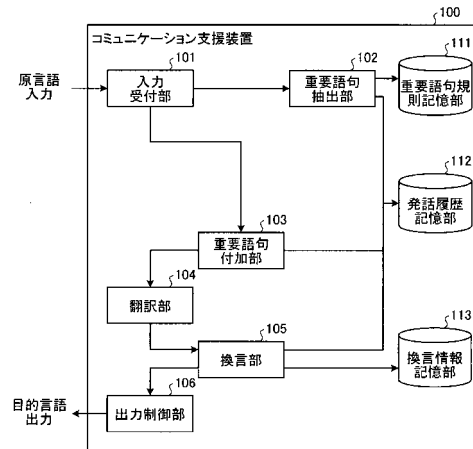 100
コミュニケーション支援装置
101
102
111
原言語
入力
入力
受付部
重要語句
抽出部
重要語句規
則記憶部
112
発話履歴
記憶部
103
重要語句
付加部
104
翻訳部
105
換言部
113
換言情報
記憶部
106
目的言語
出力
出力制御部